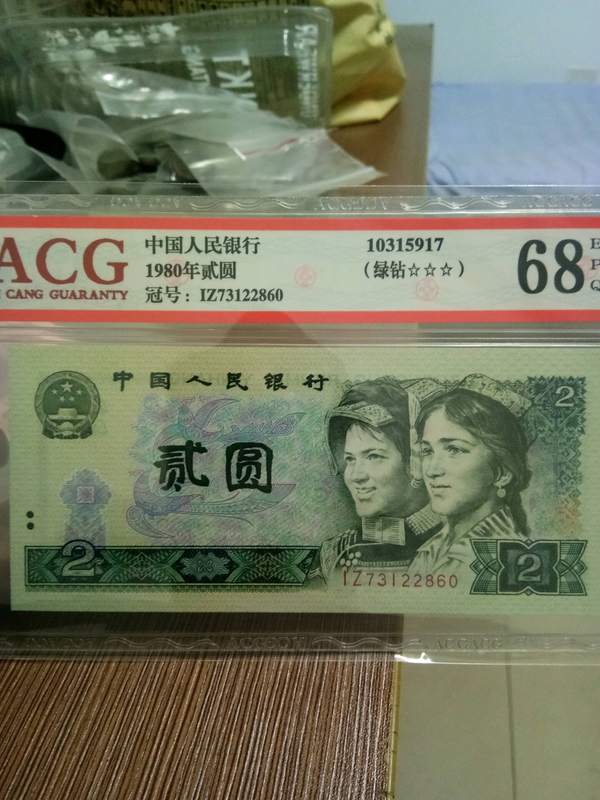 ACG
CANG GUARANTY
中国人民银行
1980年贰圆
冠号：IZ73122860
10315917
（绿钻☆☆☆）
68 E
P
Q
中国人民银行
2
贰圆
2
IZ73122860
2